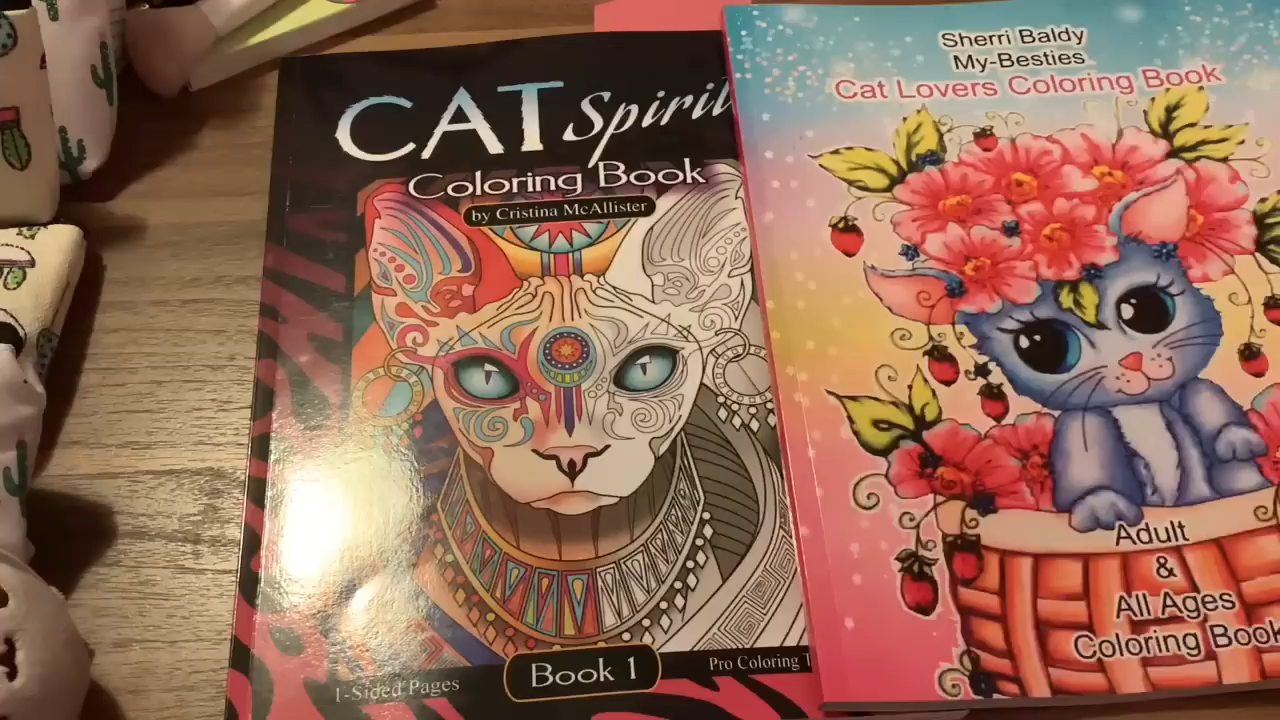 CAT Spirit
Coloring Book
by Cristina McAllister
Book 1
1-Sided Pages
Pro Coloring
Sherri Baldy
My-Besties
Cat Lovers Coloring Book
Adult
&
All Ages
Coloring Book